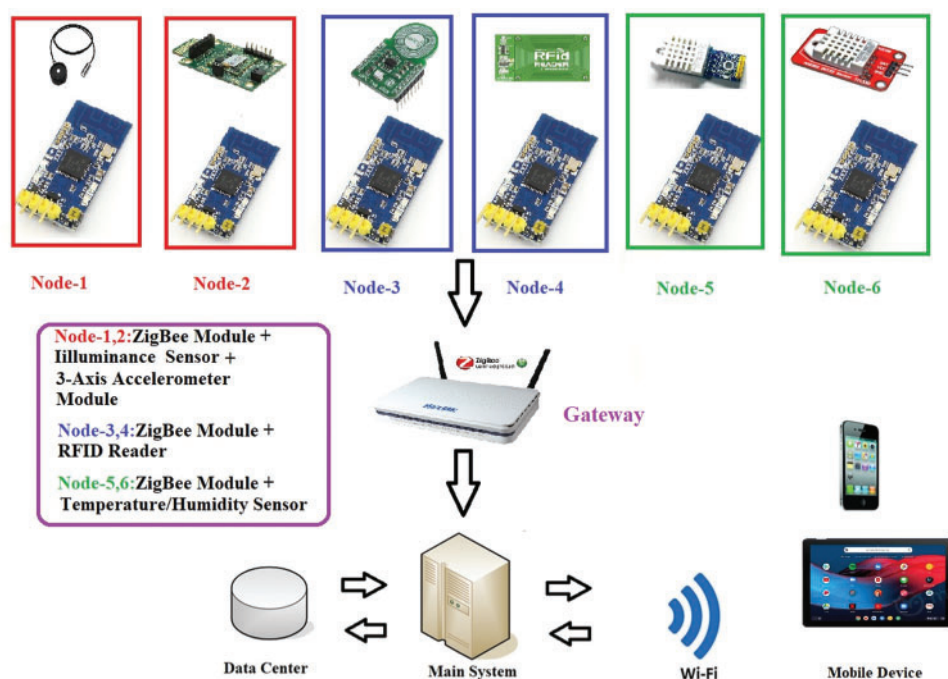 RFid
READER
Node-1
Node-2
Node-3
Node-4
Node-5
Node-6
Node-1,2:ZigBee Module +
Iilluminance Sensor +
3-Axis Accelerometer
Module
Node-3,4:ZigBee Module +
RFID Reader
Node-5,6:ZigBee Module +
Temperature/Humidity Sensor
ZigBee
Gateway
Data Center
Main System
Wi-Fi
Mobile Device